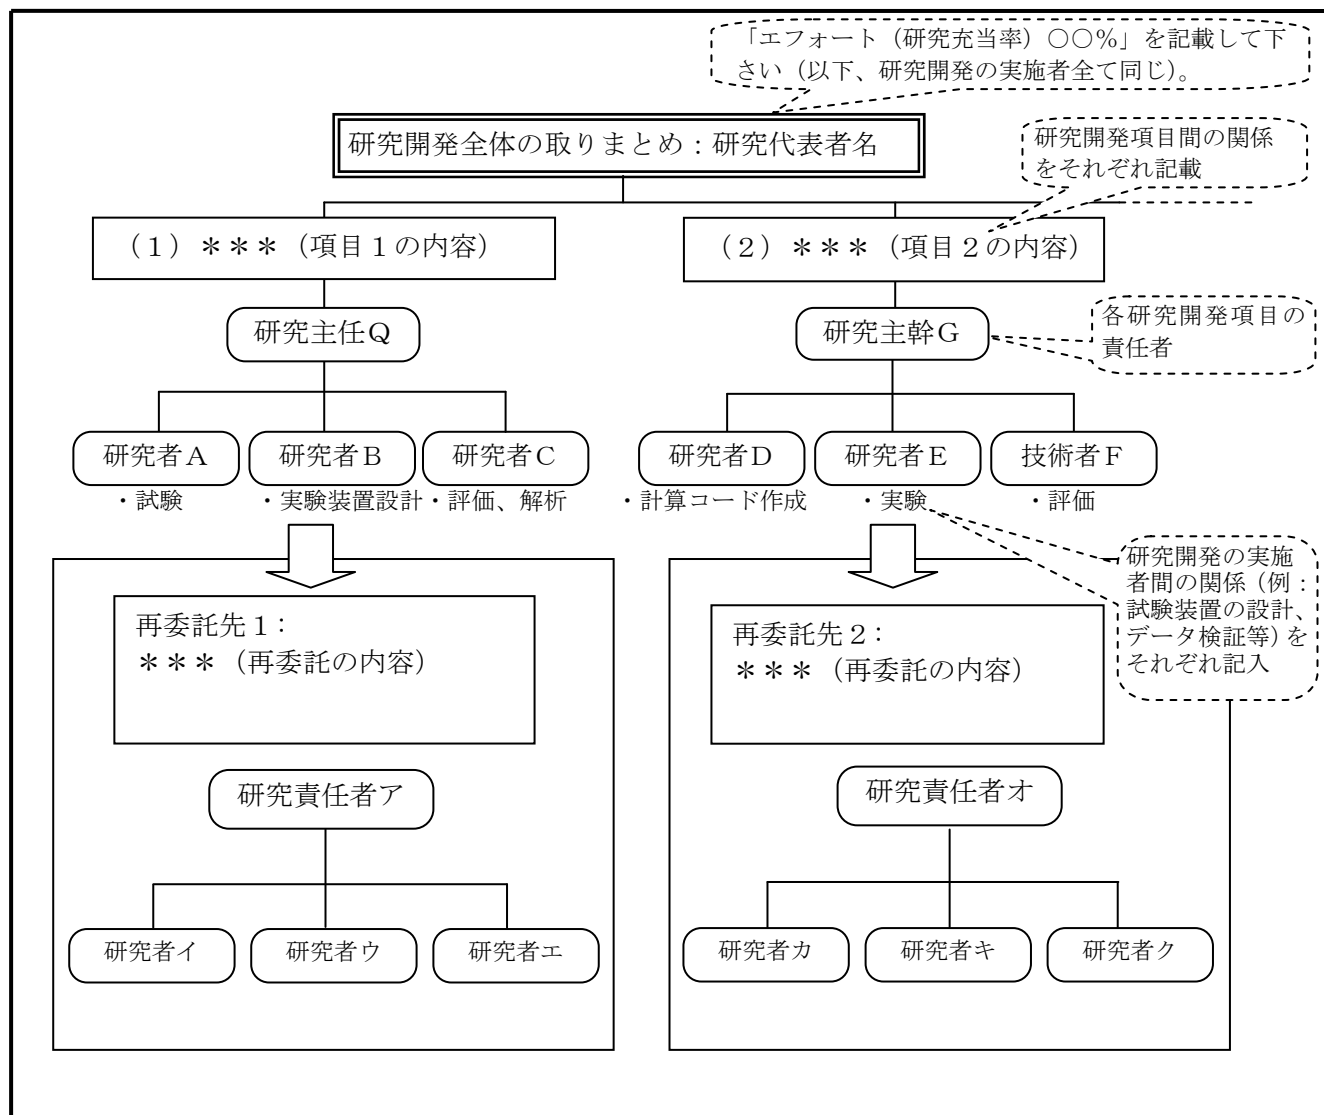 「エフォート（研究充当率）○○％」を記載して下
さい（以下、研究開発の実施者全て同じ）。
研究開発全体の取りまとめ：研究代表者名
研究開発項目間の関係
をそれぞれ記載
（１）＊＊＊（項目１の内容）
（２）＊＊＊（項目２の内容）
研究主任Ｑ
研究主幹Ｇ
各研究開発項目の
責任者
研究者Ａ
研究者Ｂ
研究者Ｃ
研究者Ｄ
研究者Ｅ
技術者Ｆ
・試験
・実験装置設計
・評価、解析
・計算コード作成
・実験
・評価
研究開発の実施
者間の関係（例：
試験装置の設計、
データ検証等）を
それぞれ記入
再委託先１：
＊＊＊（再委託の内容）
再委託先２：
＊＊＊（再委託の内容）
研究責任者ア
研究責任者オ
研究者イ
研究者ウ
研究者エ
研究者カ
研究者キ
研究者ク